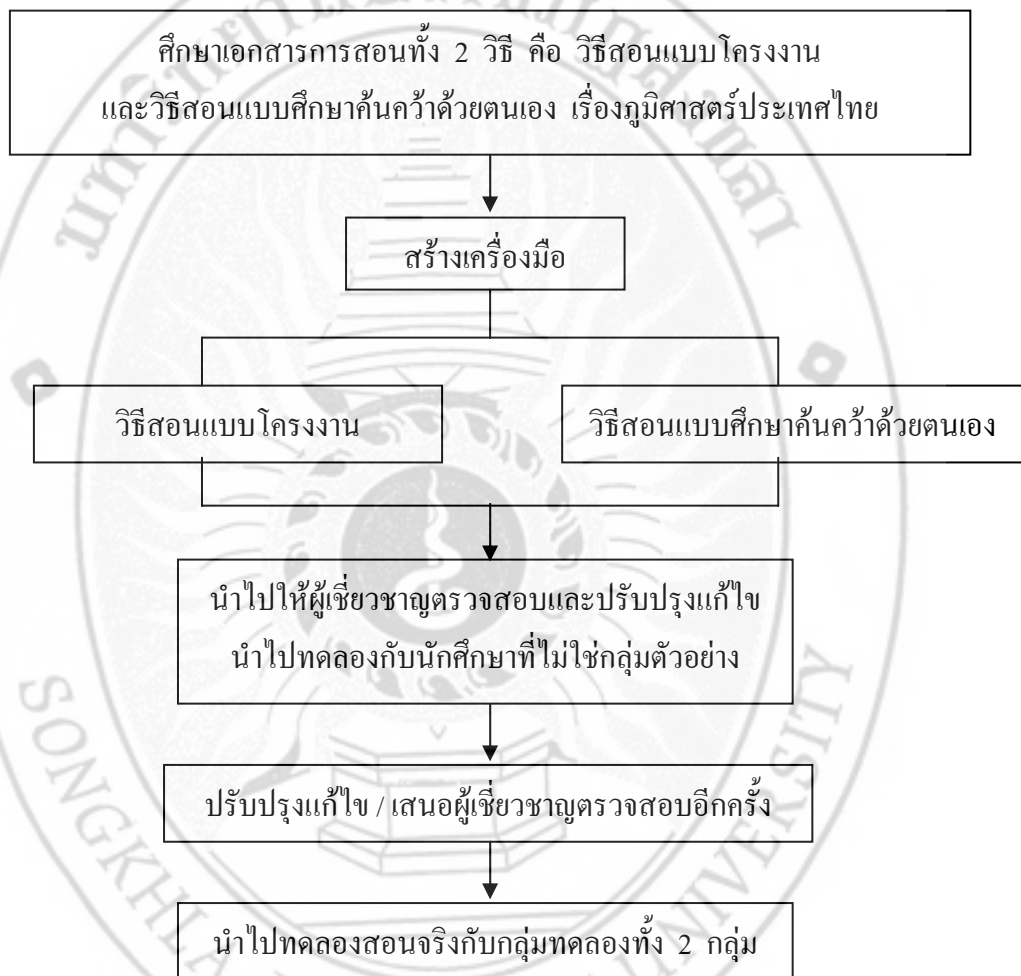 ศึกษาเอกสารการสอนทั้ง 2 วิธี คือ วิธีสอนแบบโครงงาน
และวิธีสอนแบบศึกษาค้นคว้าด้วยตนเอง เรื่องภูมิศาสตร์ประเทศไทย
สร้างเครื่องมือ
วิธีสอนแบบโครงงาน
วิธีสอนแบบศึกษาค้นคว้าด้วยตนเอง
นำไปให้ผู้เชี่ยวชาญตรวจสอบและปรับปรุงแก้ไข
นำไปทดลองกับนักศึกษาที่ไม่ใช่กลุ่มตัวอย่าง
ปรับปรุงแก้ไข / เสนอผู้เชี่ยวชาญตรวจสอบอีกครั้ง
นำไปทดลองสอนจริงกับกลุ่มทดลองทั้ง 2 กลุ่ม
SONGKHLA
UNIVERSITY